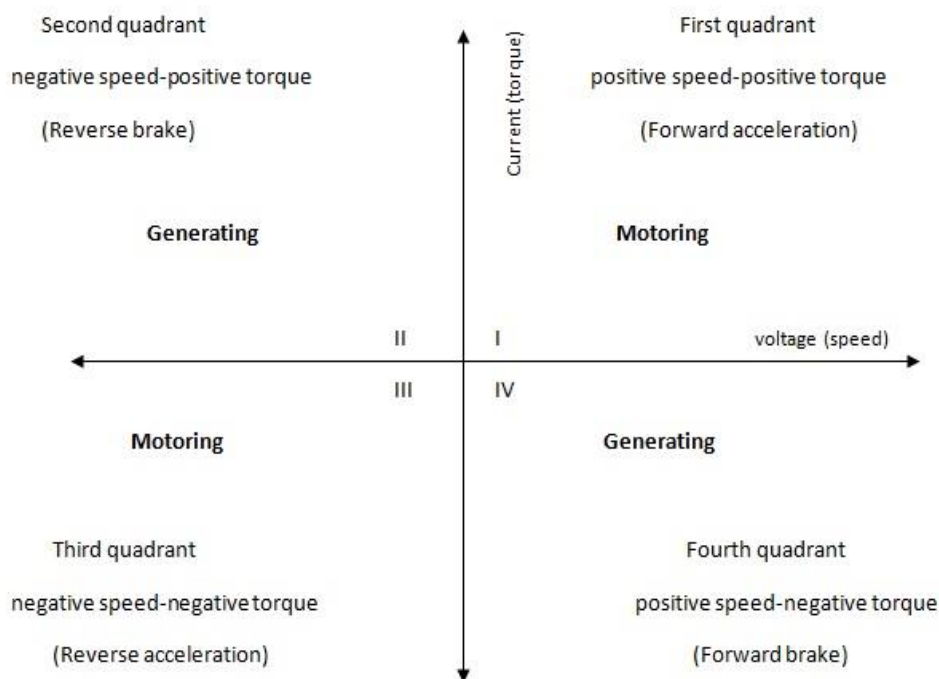 Second quadrant
negative speed-positive torque
(Reverse brake)
Generating
Current (torque)
First quadrant
positive speed-positive torque
(Forward acceleration)
Motoring
II
I
voltage (speed)
III
IV
Motoring
Third quadrant
negative speed-negative torque
(Reverse acceleration)
Generating
Fourth quadrant
positive speed-negative torque
(Forward brake)